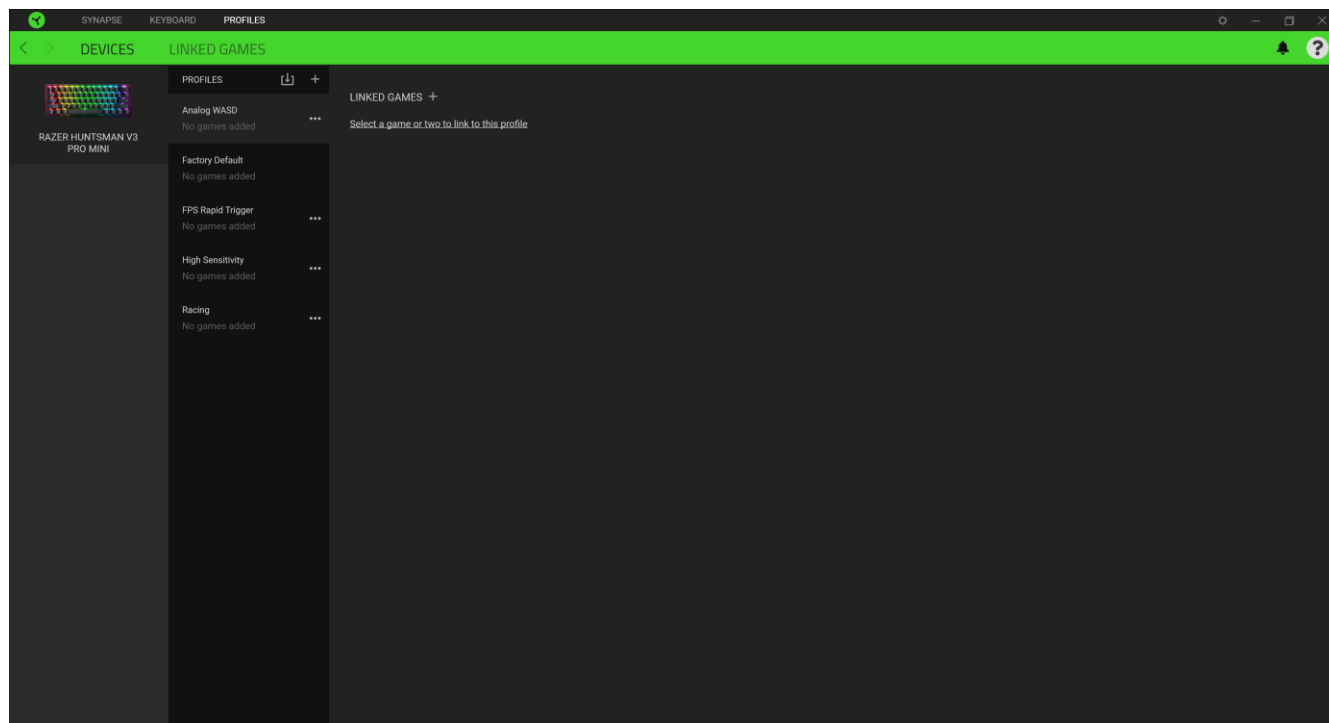 SYNAPSE KEYBOARD PROFILES
DEVICES LINKED GAMES
RAZER HUNTSMAN V3
PRO MINI
PROFILES
Analog WASD
No games added
Factory Default
No games added
FPS Rapid Trigger
No games added
High Sensitivity
No games added
Racing
No games added
LINKED GAMES +
Select a game or two to link to this profile